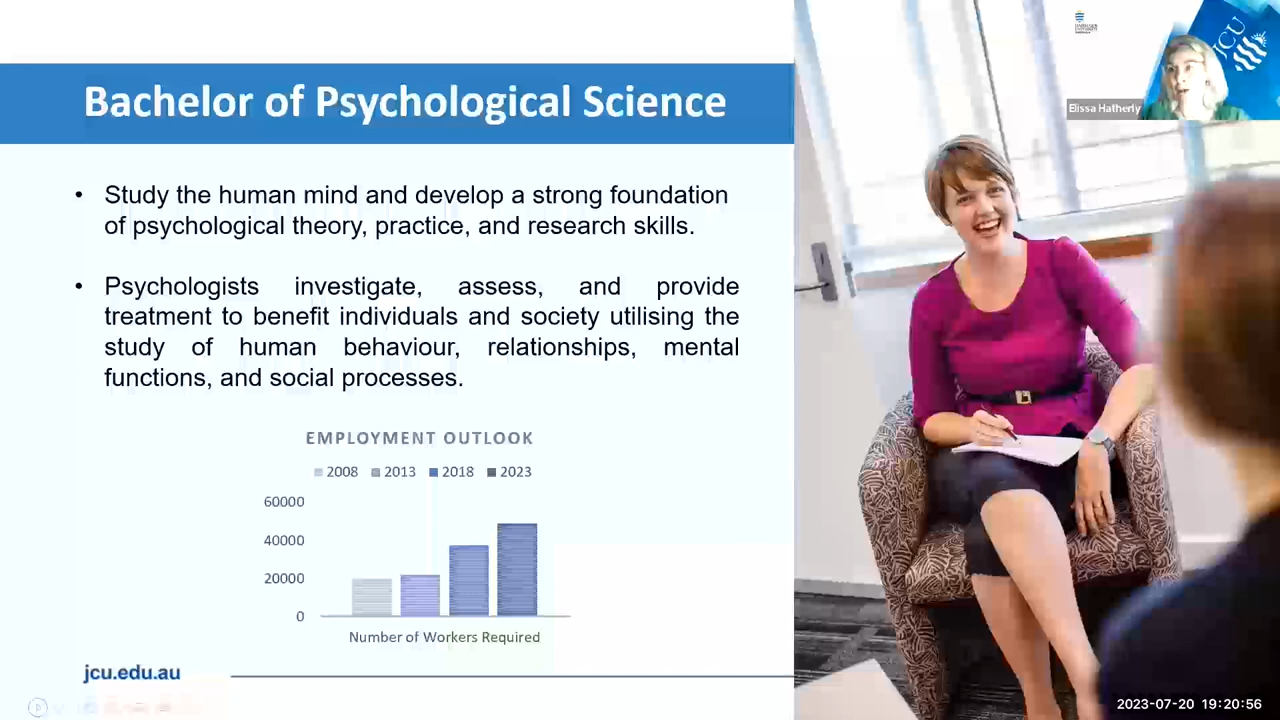 Bachelor of Psychological Science
• Study the human mind and develop a strong foundation
of psychological theory, practice, and research skills.
• Psychologists investigate, assess, and provide
treatment to benefit individuals and society utilising the
study of human behaviour, relationships, mental
functions, and social processes.
EMPLOYMENT OUTLOOK
2008 2013 2018 2023
60000
40000
20000
0
Number of Workers Required
jcu.edu.au
JCU
Elissa Hatherly
2023-07-20 19:20:56